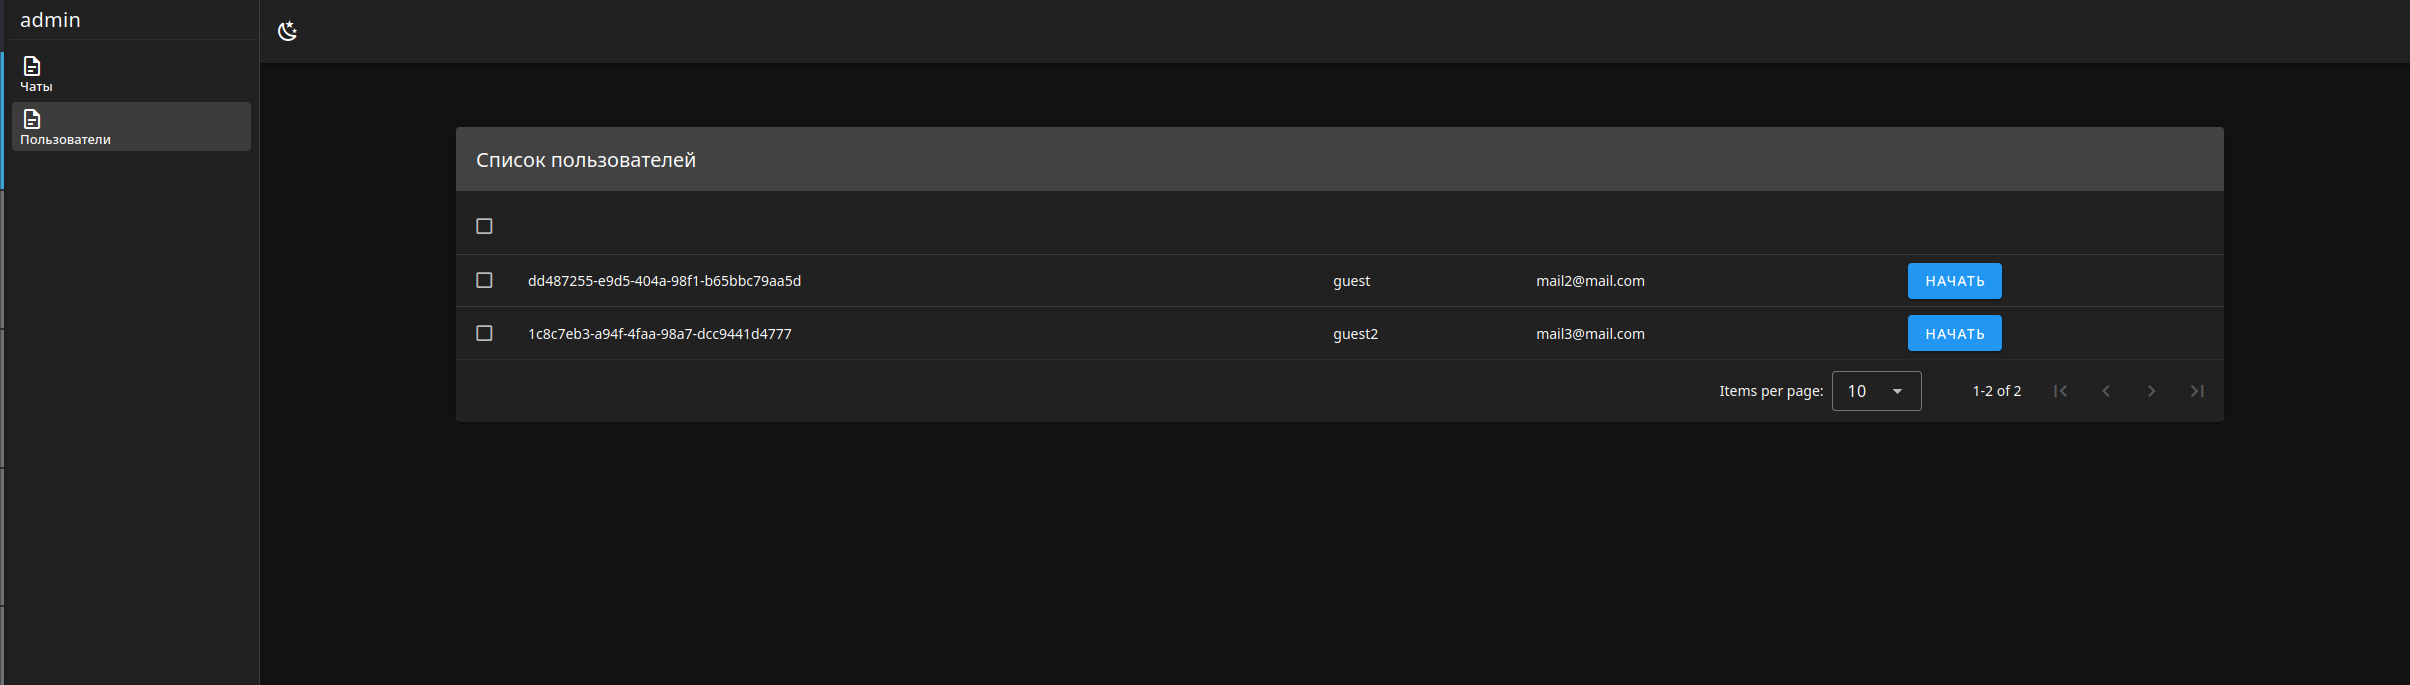 admin
Чаты
Пользователи
Список пользователей
dd487255-e9d5-404a-98f1-b65bbc79aa5d guest mail2@mail.com НАЧАТЬ
1c8c7eb3-a94f-4faa-98a7-dcc9441d4777 guest2 mail3@mail.com НАЧАТЬ
Items per page: 10 1-2 of 2